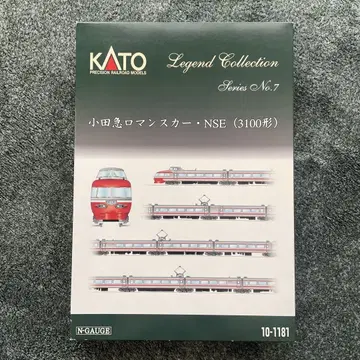 KATO
PRECISION RAILROAD MODELS
Legend Collection
Series No.7
小田急ロマンスカー・NSE（3100形）
N-GAUGE
10-1181